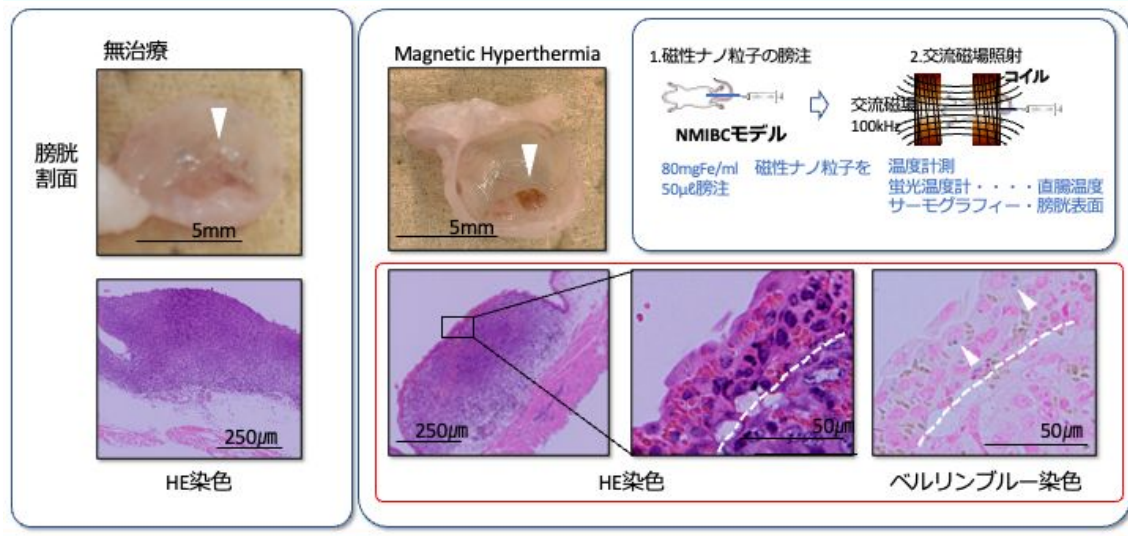 無治療
膀胱
割面
5mm
250㎛
HE染色
Magnetic Hyperthermia
5mm
1.磁性ナノ粒子の膀注
NMIBCモデル
80mgFe/ml 磁性ナノ粒子を
50㎕膀注
2.交流磁場照射
コイル
交流磁場
100kHz
温度計測
蛍光温度計・・・・直腸温度
サーモグラフィー・膀胱表面
250㎛
50㎛
HE染色
50㎛
ベルリンブルー染色